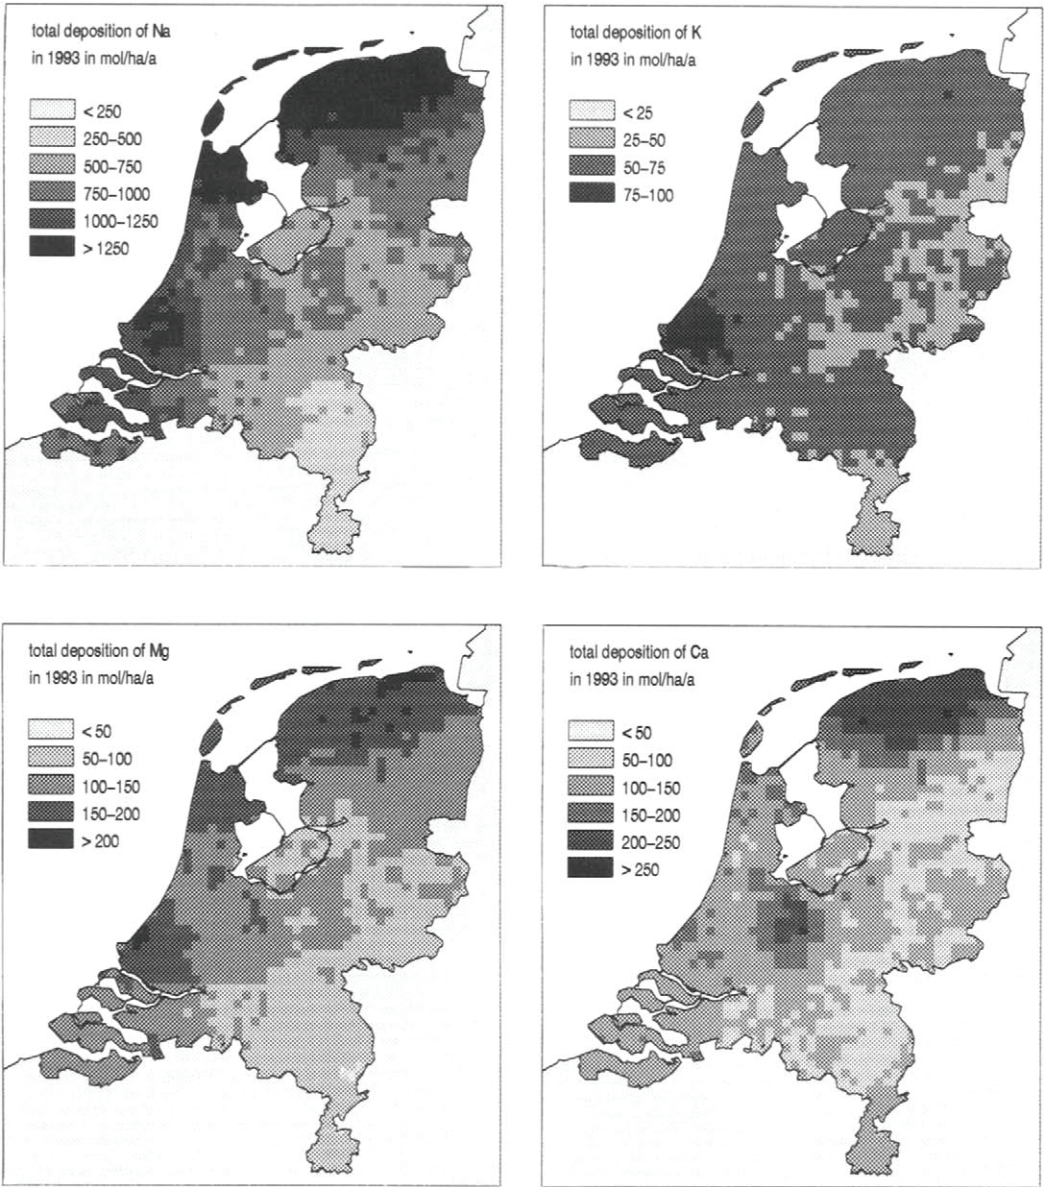 total deposition of Na
in 1993 in mol/ha/a
< 250
250–500
500–750
750–1000
1000–1250
> 1250
total deposition of K
in 1993 in mol/ha/a
< 25
25–50
50–75
75–100
total deposition of Mg
in 1993 in mol/ha/a
< 50
50–100
100–150
150–200
> 200
total deposition of Ca
in 1993 in mol/ha/a
< 50
50–100
100–150
150–200
200–250
> 250